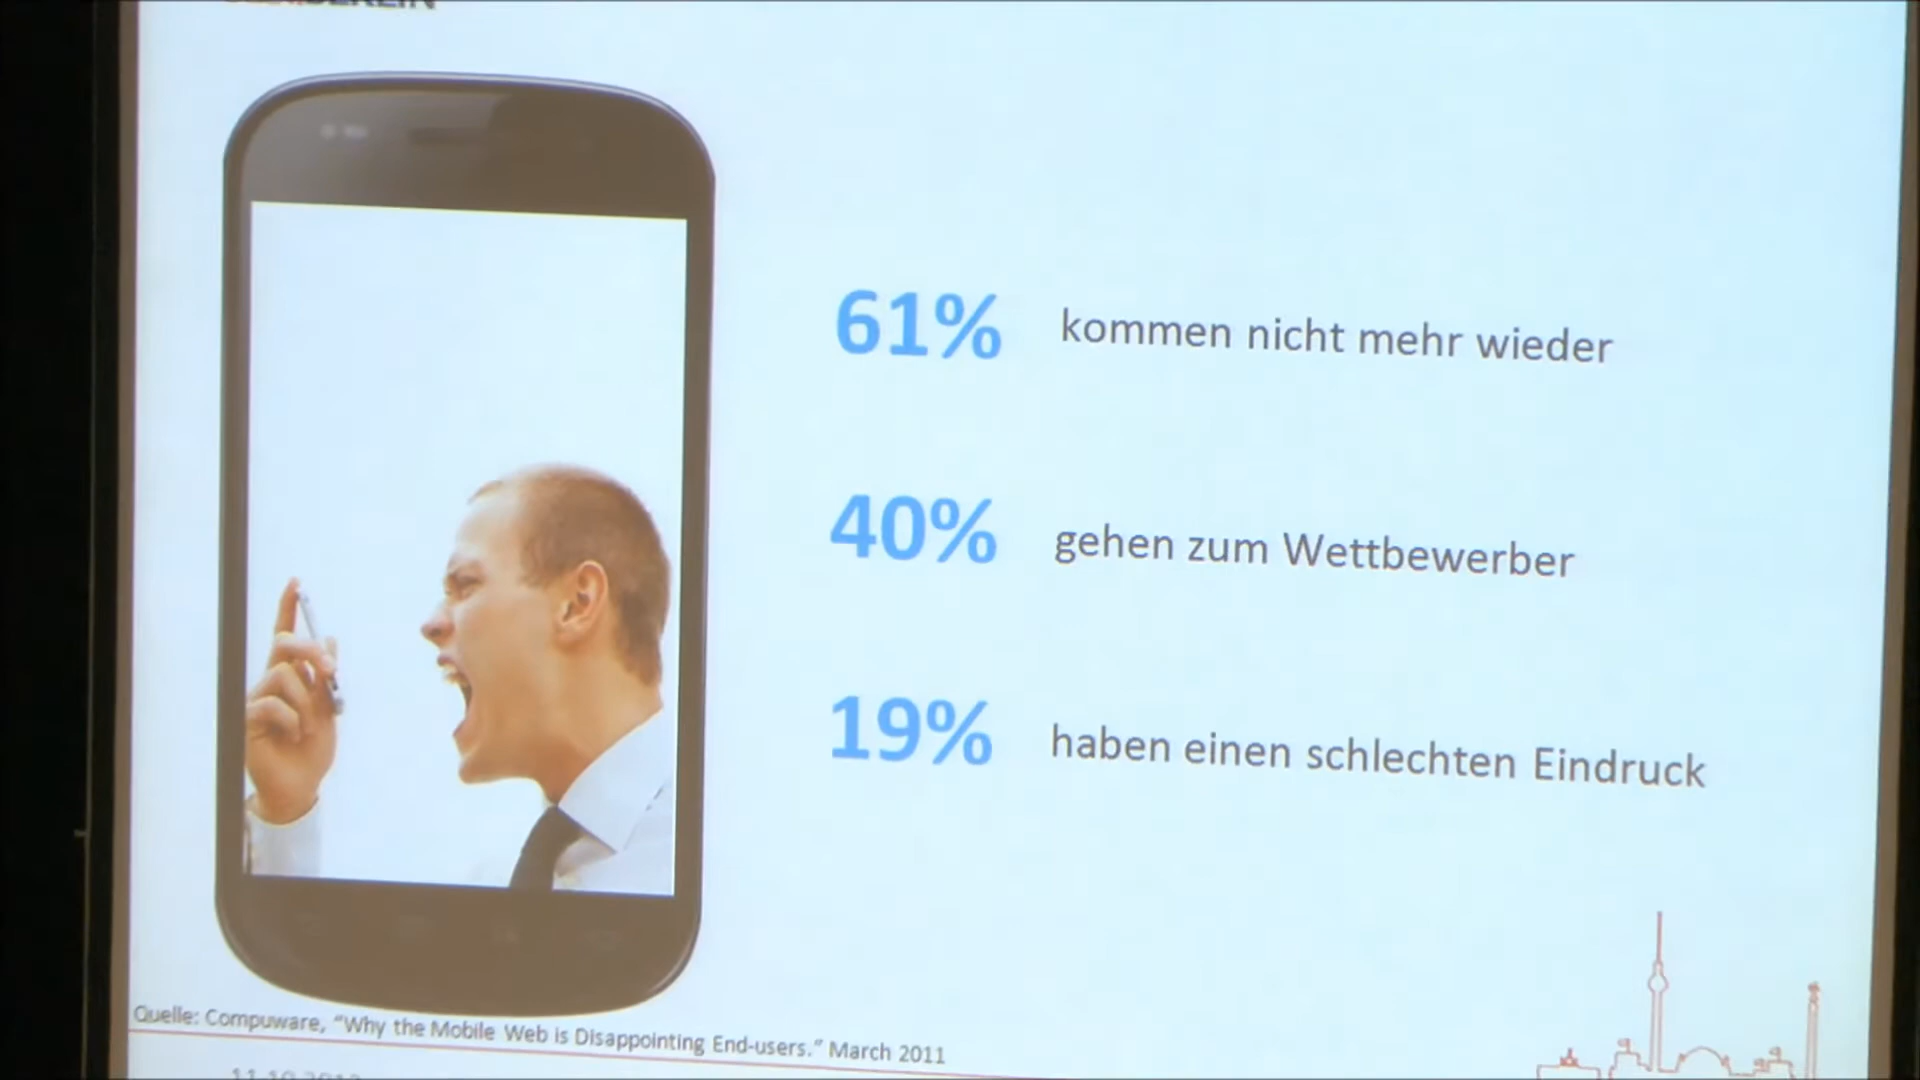 61% kommen nicht mehr wieder
40% gehen zum Wettbewerber
19% haben einen schlechten Eindruck
Quelle: Compuware, “Why the Mobile Web is Disappointing End-users.” March 2011